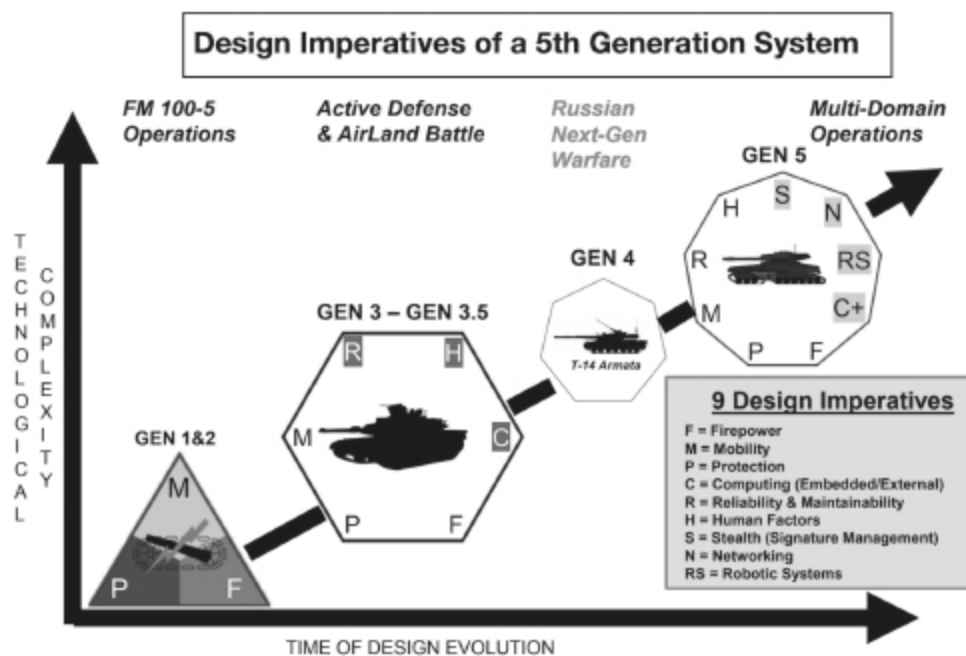 Design Imperatives of a 5th Generation System
FM 100-5
Operations
Active Defense
& AirLand Battle
Russian
Next-Gen
Warfare
Multi-Domain
Operations
TECHNOLOGICAL
COMPLEXITY
GEN 1&2
M
P
F
GEN 3 – GEN 3.5
R
H
M
C
P
F
GEN 4
T-14 Armata
GEN 5
S
H
N
R
RS
M
C+
P
F
9 Design Imperatives
F = Firepower
M = Mobility
P = Protection
C = Computing (Embedded/External)
R = Reliability & Maintainability
H = Human Factors
S = Stealth (Signature Management)
N = Networking
RS = Robotic Systems
TIME OF DESIGN EVOLUTION